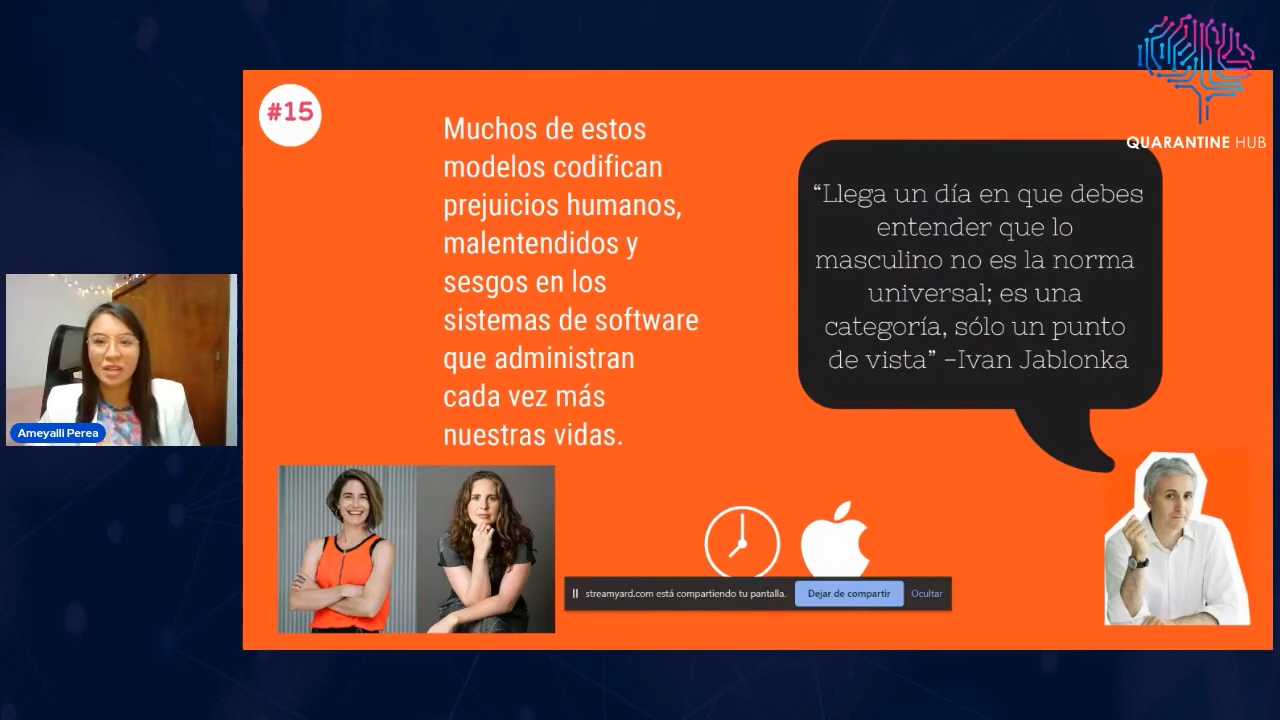 QUARANTINE HUB
#15
Muchos de estos
modelos codifican
prejuicios humanos,
malentendidos y
sesgos en los
sistemas de software
que administran
cada vez más
nuestras vidas.
“Llega un día en que debes
entender que lo
masculino no es la norma
universal; es una
categoría, sólo un punto
de vista” -Ivan Jablonka
Ameyalli Perea
streamyard.com está compartiendo tu pantalla.
Dejar de compartir
Ocultar